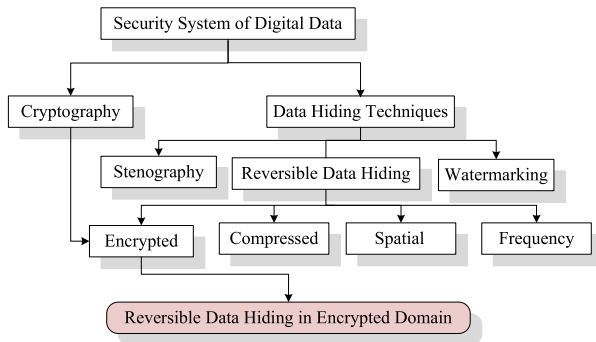 Security System of Digital Data
Cryptography
Data Hiding Techniques
Stenography
Reversible Data Hiding
Watermarking
Encrypted
Compressed
Spatial
Frequency
Reversible Data Hiding in Encrypted Domain